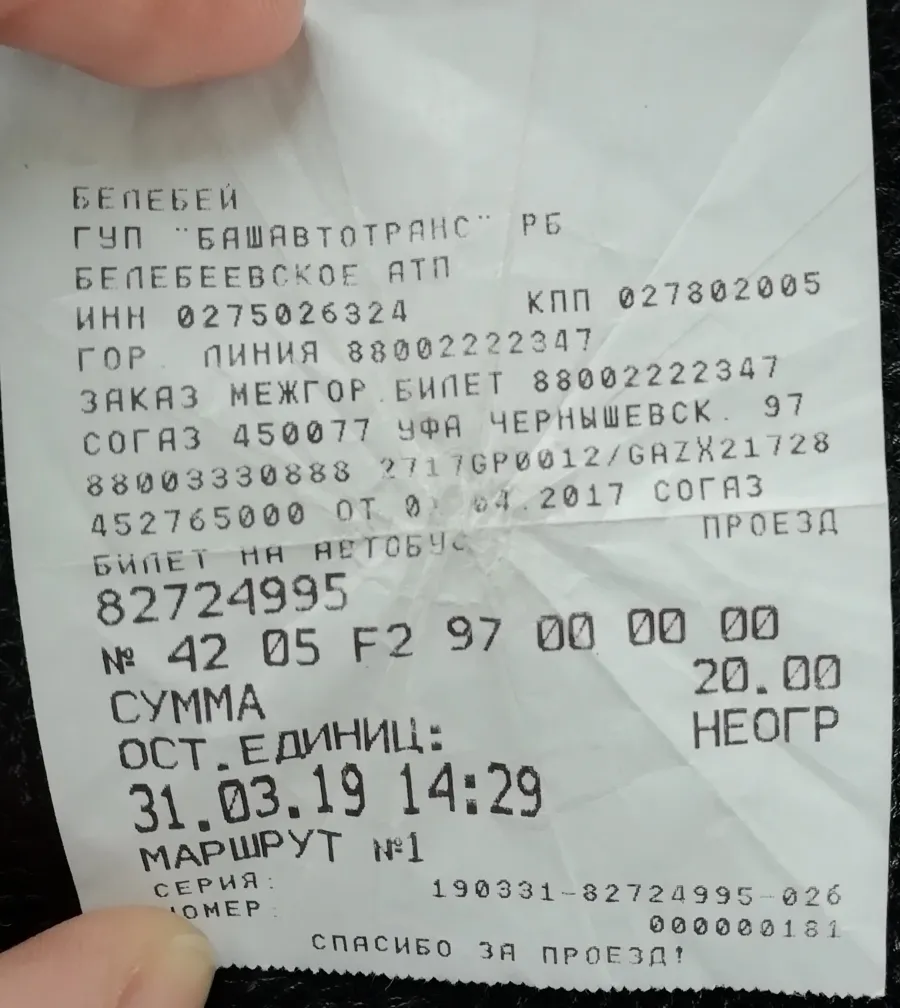 БЕЛЕБЕЙ
ГУП "БАШАВТОТРАНС" РБ
БЕЛЕБЕЕВСКОЕ АТП
ИНН 0275026324 КПП 027802005
ГОР. ЛИНИЯ 88002222347
ЗАКАЗ МЕЖГОР.БИЛЕТ 88002222347
СОГАЗ 450077 УФА ЧЕРНЫШЕВСК. 97
88003330888 2717GP0012/GAZX21728
452765000 ОТ 04.2017 СОГАЗ
БИЛЕТ НА АВТОБУС ПРОЕЗД
82724995
№ 42 05 F2 97 00 00 00
СУММА 20.00
ОСТ.ЕДИНИЦ: НЕОГР
31.03.19 14:29
МАРШРУТ №1
СЕРИЯ: 190331-82724995-026
НОМЕР: 000000181
СПАСИБО ЗА ПРОЕЗД!